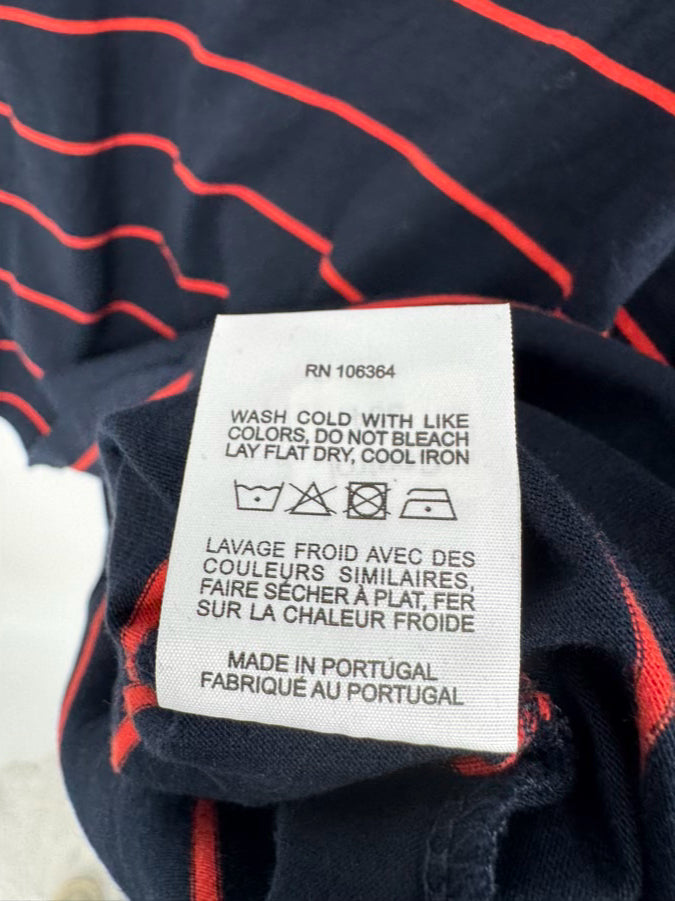 RN 106364
WASH COLD WITH LIKE
COLORS, DO NOT BLEACH
LAY FLAT DRY, COOL IRON
LAVAGE FROID AVEC DES
COULEURS SIMILAIRES,
FAIRE SÉCHER À PLAT, FER
SUR LA CHALEUR FROIDE
MADE IN PORTUGAL
FABRIQUÉ AU PORTUGAL